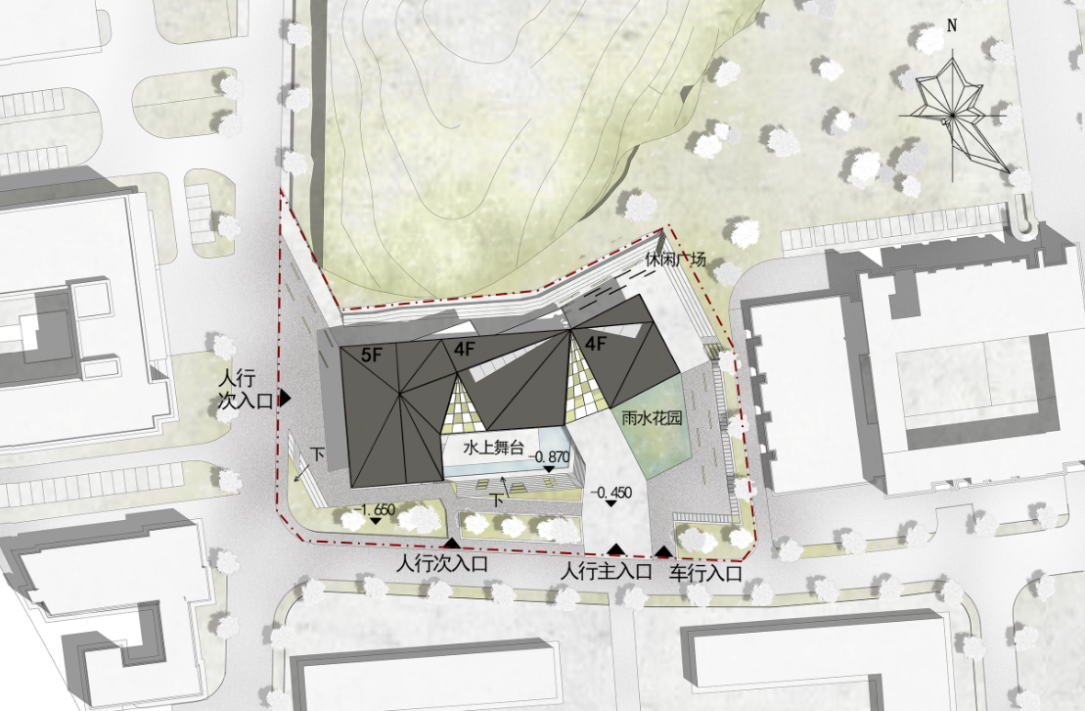 N
休闲广场
5F
4F
4F
人行
次入口
雨水花园
水上舞台
-0.870
下
下
-0.450
-1.650
人行次入口
人行主入口
车行入口